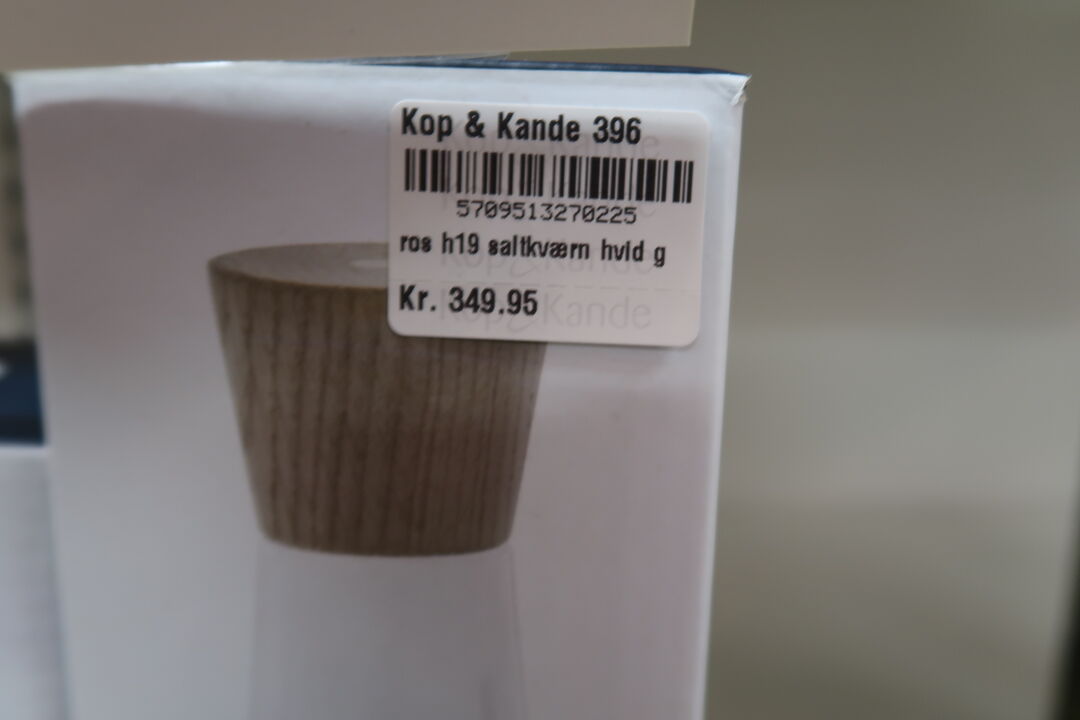 Kop & Kande 396
5709513270225
ros h19 saltkværn hvid g
Kr. 349.95